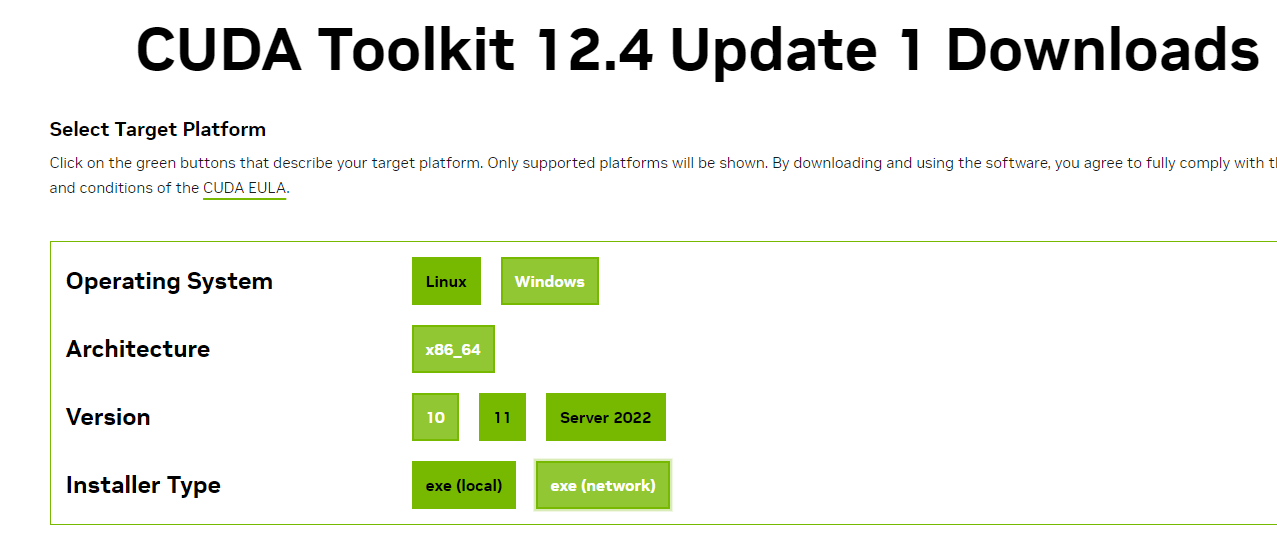 CUDA Toolkit 12.4 Update 1 Downloads
Select Target Platform
Click on the green buttons that describe your target platform. Only supported platforms will be shown. By downloading and using the software, you agree to fully comply with
and conditions of the CUDA EULA.
Operating System Linux Windows
Architecture x86_64
Version 10 11 Server 2022
Installer Type exe (local) exe (network)